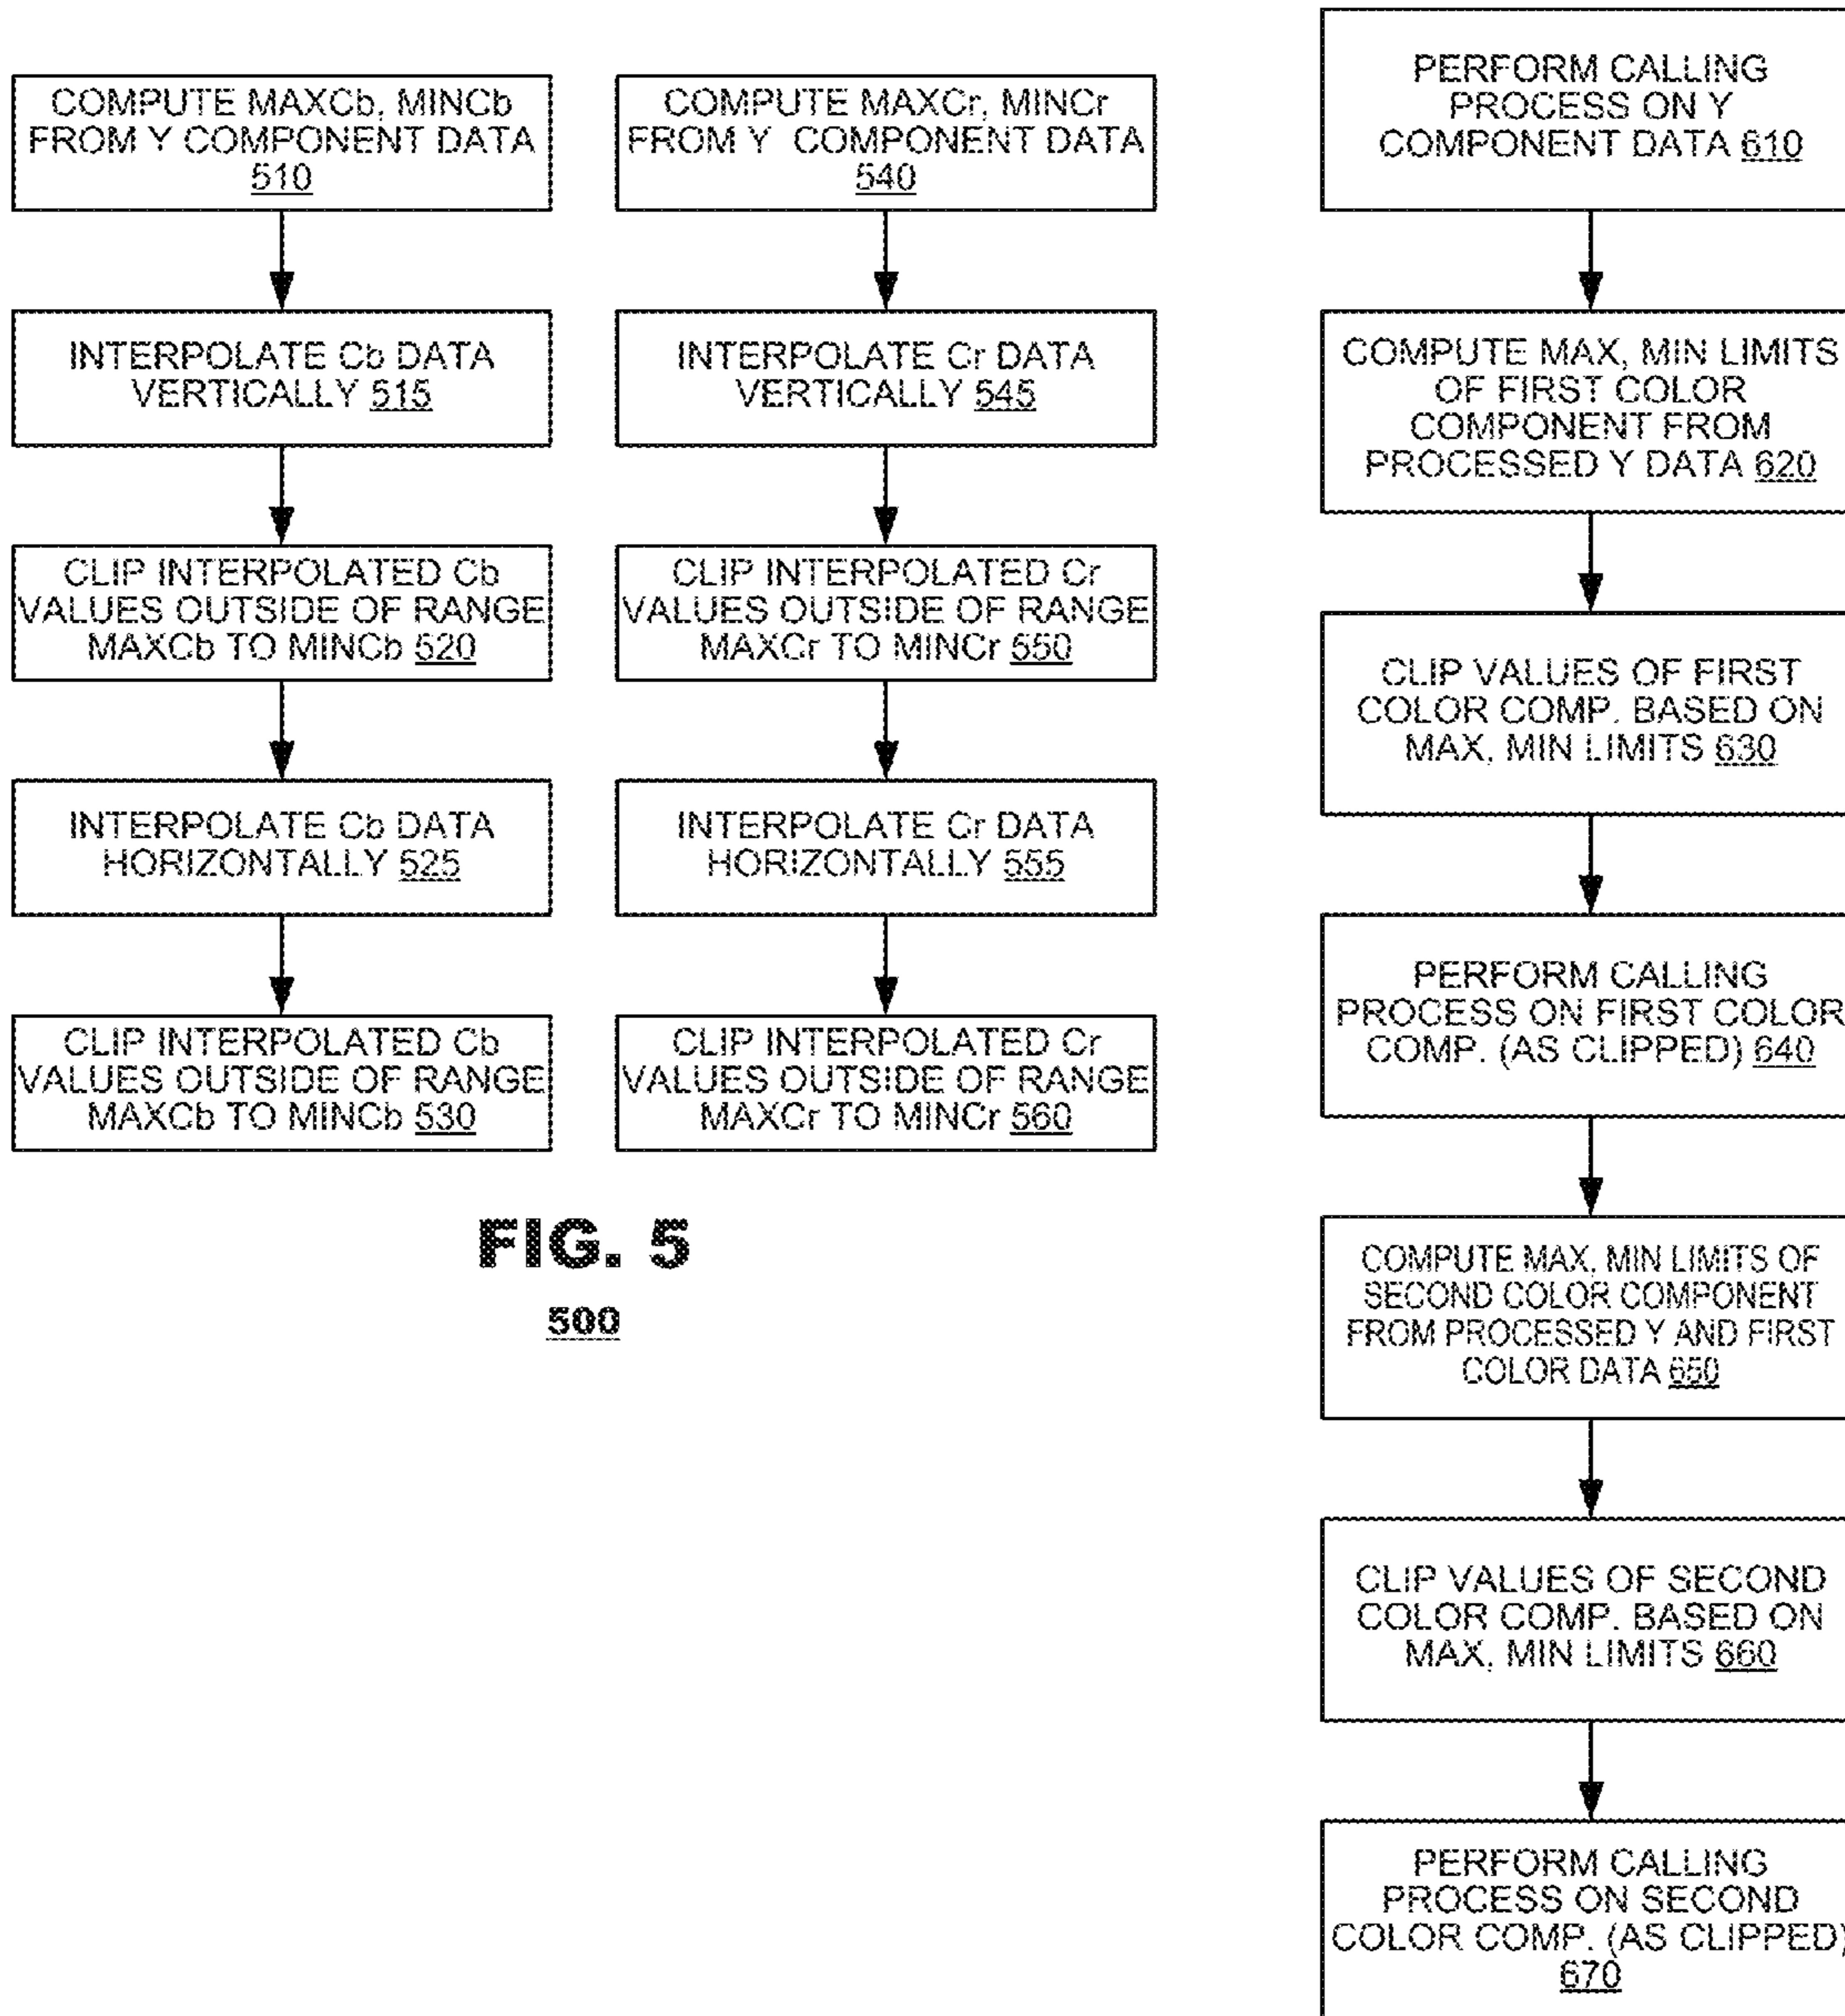 COMPUTE MAXCb, MINCb
FROM Y COMPONENT DATA
510
INTERPOLATE Cb DATA
VERTICALLY 515
CLIP INTERPOLATED Cb
VALUES OUTSIDE OF RANGE
MAXCb TO MINCb 520
INTERPOLATE Cb DATA
HORIZONTALLY 525
CLIP INTERPOLATED Cb
VALUES OUTSIDE OF RANGE
MAXCb TO MINCb 530
COMPUTE MAXCr, MINCr
FROM Y COMPONENT DATA
540
INTERPOLATE Cr DATA
VERTICALLY 545
CLIP INTERPOLATED Cr
VALUES OUTSIDE OF RANGE
MAXCr TO MINCr 550
INTERPOLATE Cr DATA
HORIZONTALLY 555
CLIP INTERPOLATED Cr
VALUES OUTSIDE OF RANGE
MAXCr TO MINCr 560
FIG. 5
500
PERFORM CALLING
PROCESS ON Y
COMPONENT DATA 610
COMPUTE MAX, MIN LIMITS
OF FIRST COLOR
COMPONENT FROM
PROCESSED Y DATA 620
CLIP VALUES OF FIRST
COLOR COMP. BASED ON
MAX, MIN LIMITS 630
PERFORM CALLING
PROCESS ON FIRST COLOR
COMP. (AS CLIPPED) 640
COMPUTE MAX, MIN LIMITS OF
SECOND COLOR COMPONENT
FROM PROCESSED Y AND FIRST
COLOR DATA 650
CLIP VALUES OF SECOND
COLOR COMP. BASED ON
MAX, MIN LIMITS 660
PERFORM CALLING
PROCESS ON SECOND
COLOR COMP. (AS CLIPPED)
670